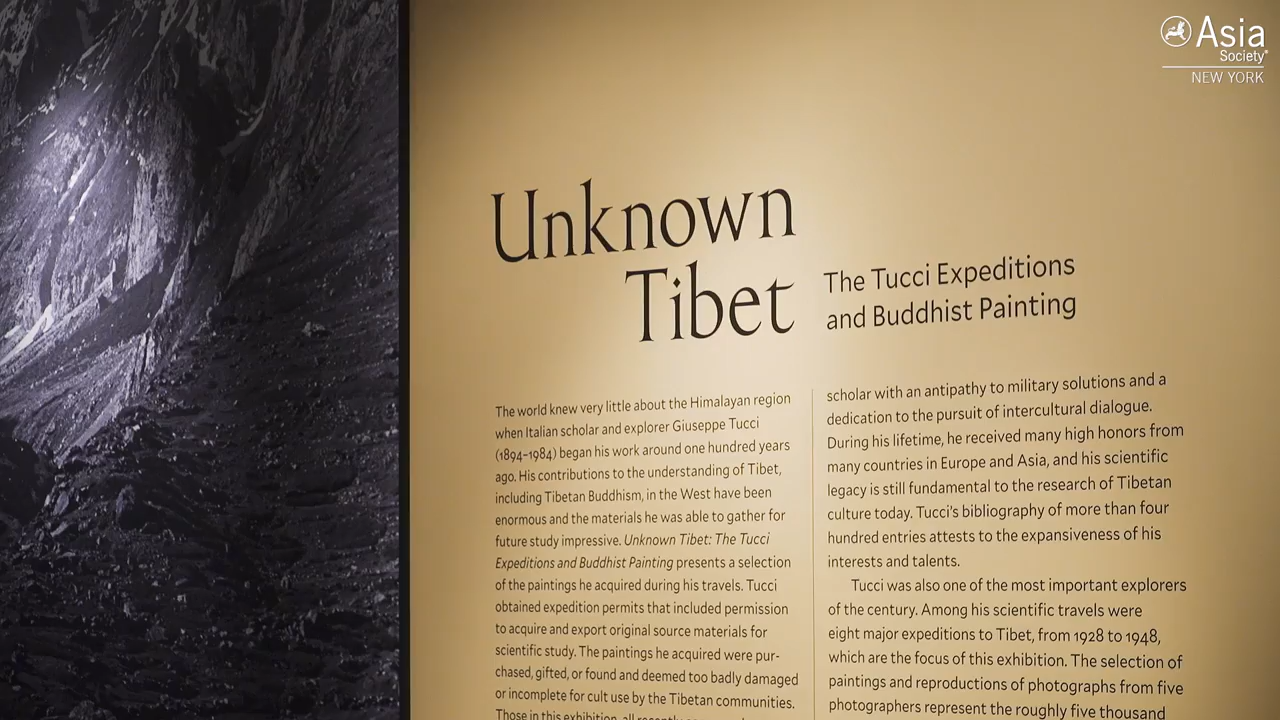 Asia
Society
NEW YORK
Unknown
Tibet
The Tucci Expeditions
and Buddhist Painting
The world knew very little about the Himalayan region
when Italian scholar and explorer Giuseppe Tucci
(1894–1984) began his work around one hundred years
ago. His contributions to the understanding of Tibet,
including Tibetan Buddhism, in the West have been
enormous and the materials he was able to gather for
future study impressive. Unknown Tibet: The Tucci
Expeditions and Buddhist Painting presents a selection
of the paintings he acquired during his travels. Tucci
obtained expedition permits that included permission
to acquire and export original source materials for
scientific study. The paintings he acquired were pur-
chased, gifted, or found and deemed too badly damaged
or incomplete for cult use by the Tibetan communities.
Those in this exhibition, all recently
scholar with an antipathy to military solutions and a
dedication to the pursuit of intercultural dialogue.
During his lifetime, he received many high honors from
many countries in Europe and Asia, and his scientific
legacy is still fundamental to the research of Tibetan
culture today. Tucci's bibliography of more than four
hundred entries attests to the expansiveness of his
interests and talents.
Tucci was also one of the most important explorers
of the century. Among his scientific travels were
eight major expeditions to Tibet, from 1928 to 1948,
which are the focus of this exhibition. The selection of
paintings and reproductions of photographs from five
photographers represent the roughly five thousand